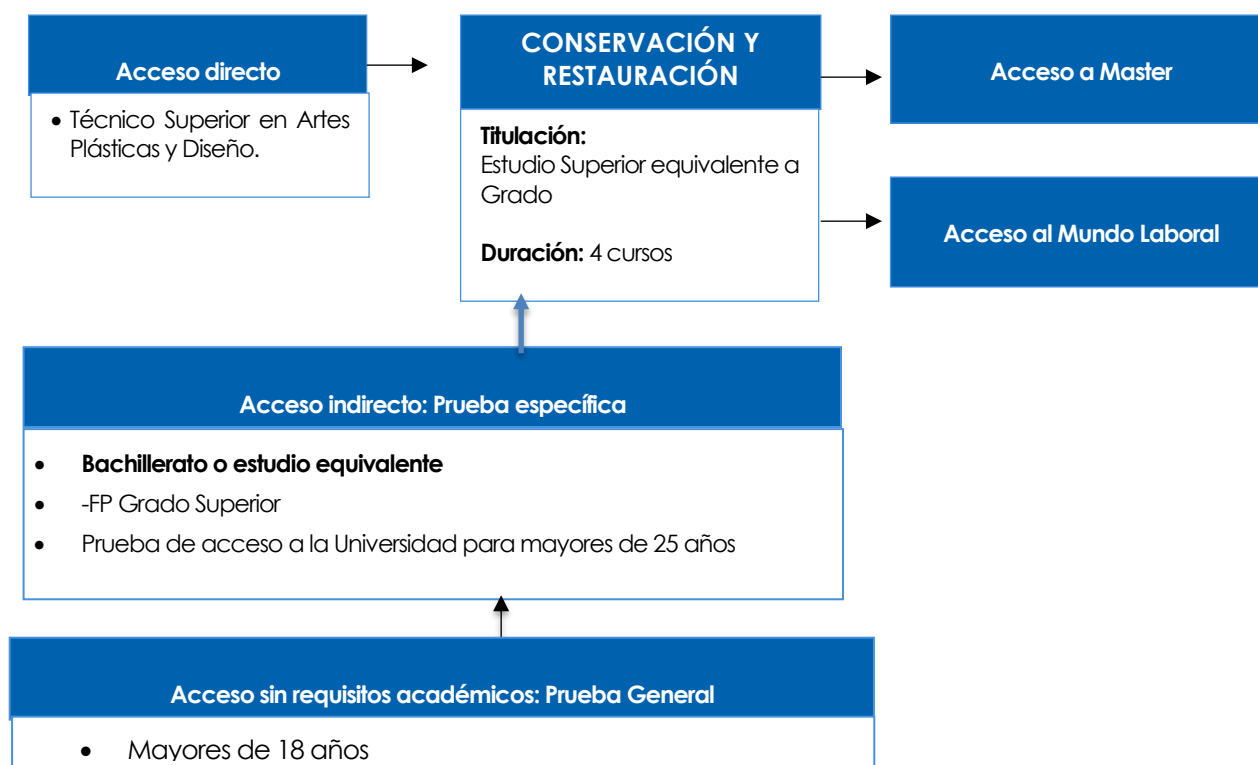 Acceso directo
• Técnico Superior en Artes
Plásticas y Diseño.
CONSERVACIÓN Y
RESTAURACIÓN
Titulación:
Estudio Superior equivalente a
Grado
Duración: 4 cursos
Acceso a Master
Acceso al Mundo Laboral
Acceso indirecto: Prueba específica
• Bachillerato o estudio equivalente
• -FP Grado Superior
• Prueba de acceso a la Universidad para mayores de 25 años
Acceso sin requisitos académicos: Prueba General
• Mayores de 18 años